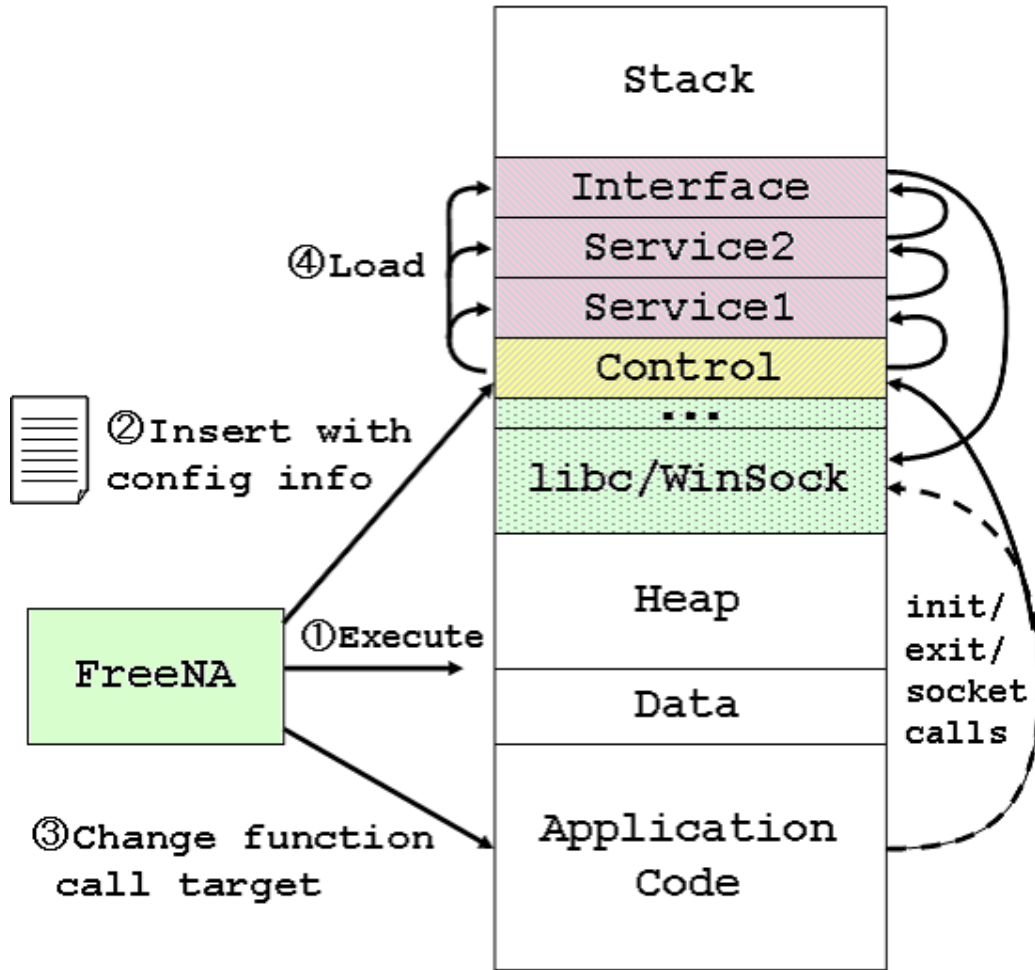 Stack
Interface
Service2
④Load
Service1
Control
...
②Insert with
config info
libc/WinSock
Heap
init/
exit/
socket
calls
①Execute
FreeNA
Data
③Change function
call target
Application
Code